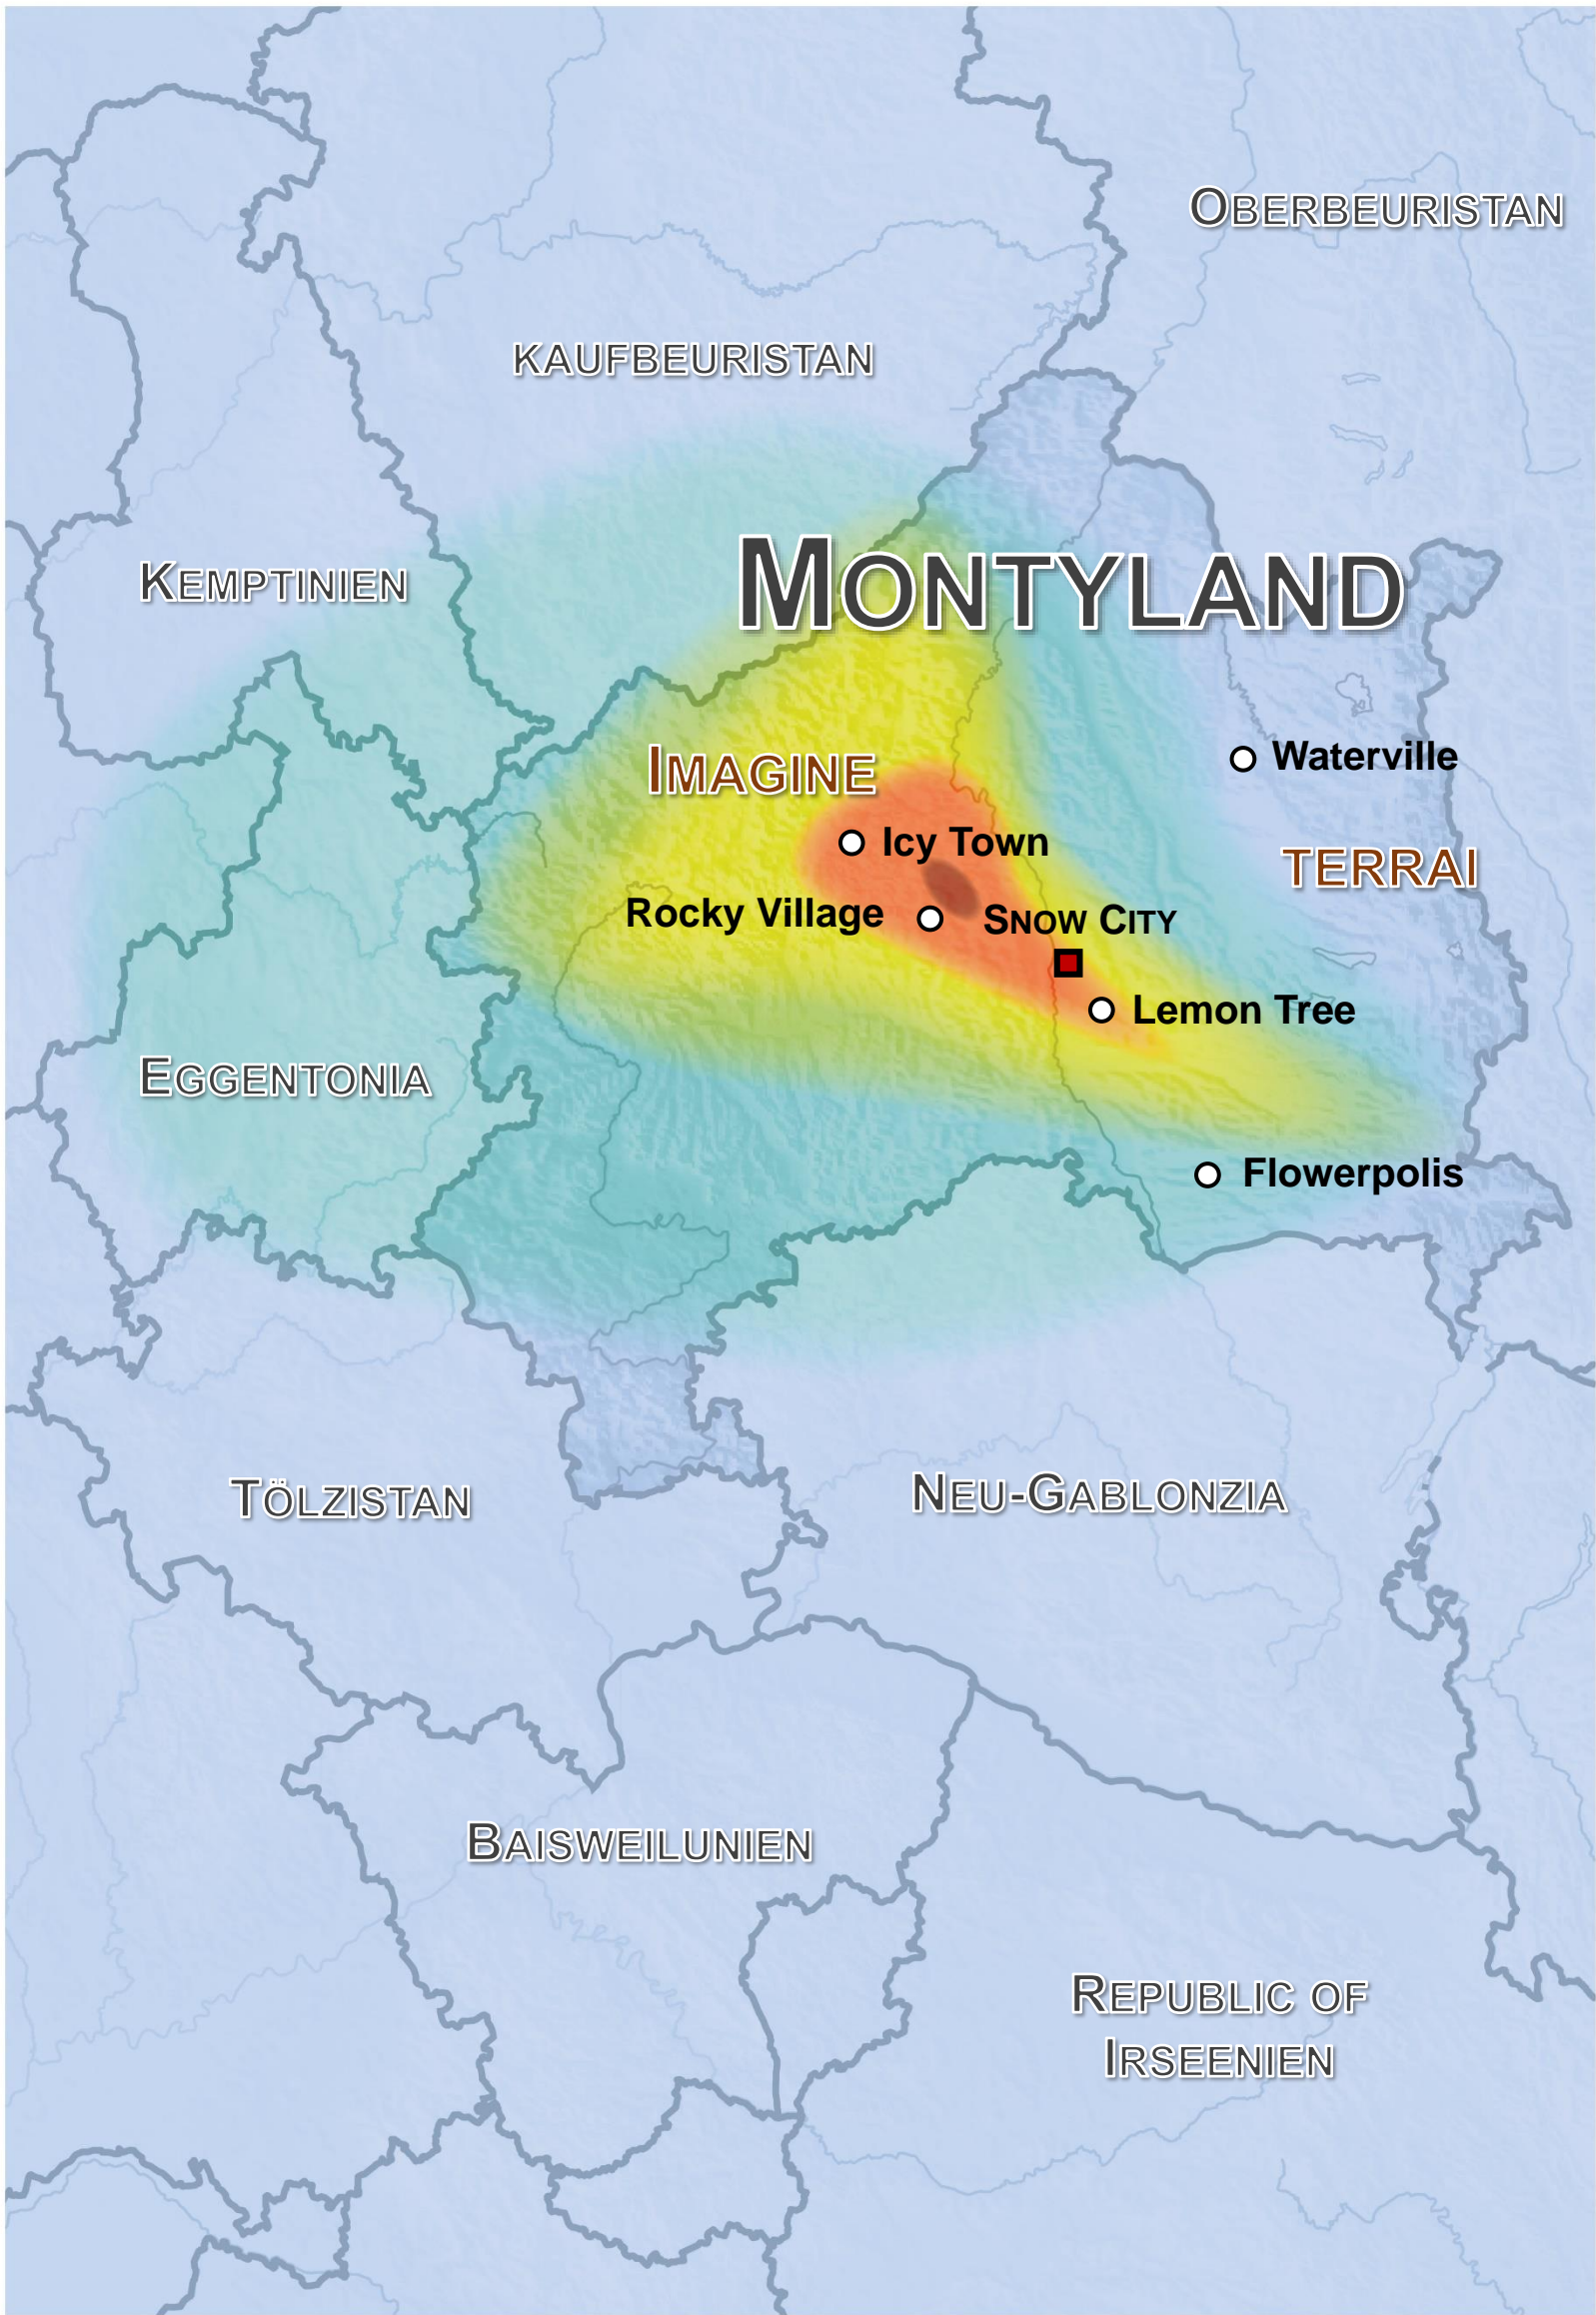 OBERBEURISTAN
KAUFBEURISTAN
KEMPTINIEN
MONTYLAND
IMAGINE
Waterville
Icy Town
TERRAI
Rocky Village
SNOW CITY
Lemon Tree
EGGENTONIA
Flowerpolis
TÖLZISTAN
NEU-GABLONZIA
BAISWEILUNIEN
REPUBLIC OF
IRSEENIEN